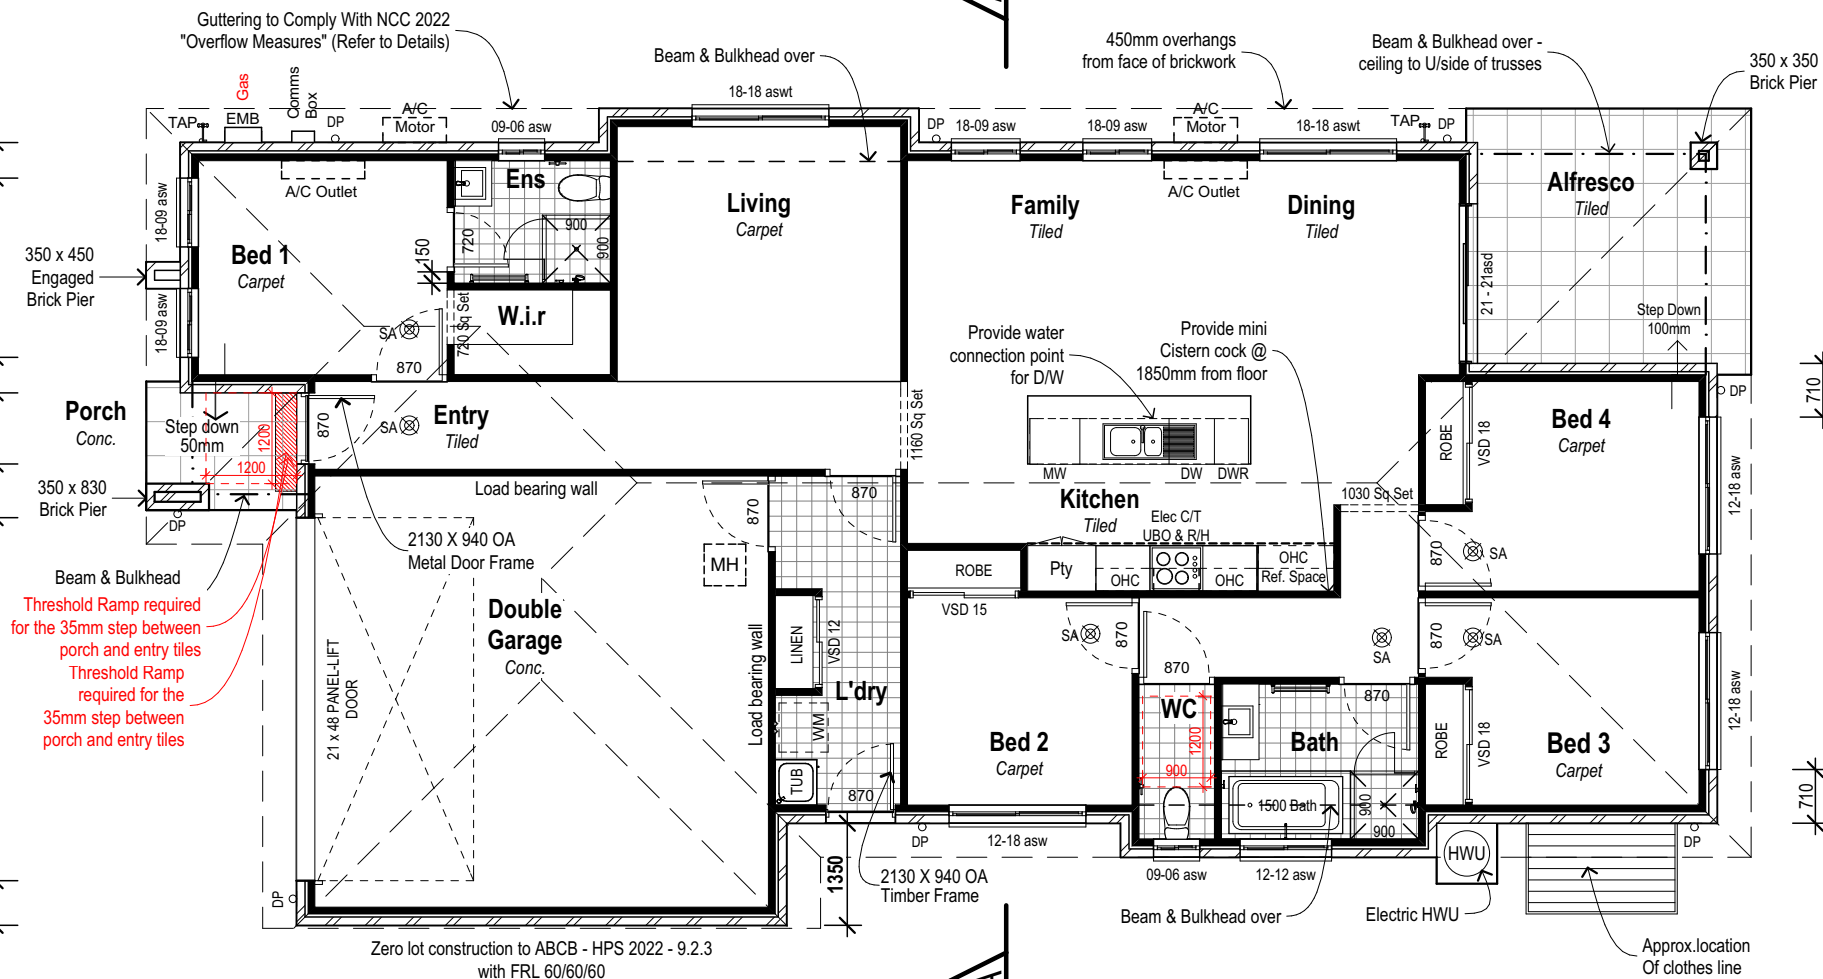 Guttering to Comply With NCC 2022
"Overflow Measures" (Refer to Details)
Beam & Bulkhead over
450mm overhangs
from face of brickwork
Beam & Bulkhead over -
ceiling to U/side of trusses
350 x 350
Brick Pier
Gas
EMB
Comms
Box
TAP
DP
A/C
Motor
09-06 asw
18-18 aswt
DP
18-09 asw
18-09 asw
A/C
Motor
18-18 aswt
TAP
DP
18-09 asw
A/C Outlet
Bed 1
Carpet
Ens
900
900
720
150
Living
Carpet
Family
Tiled
A/C Outlet
Dining
Tiled
Alfresco
Tiled
21 - 21asd
Step Down
100mm
350 x 450
Engaged
Brick Pier
18-09 asw
SA
870
720 Sq Set
W.i.r
Provide water
connection point
for D/W
Provide mini
Cistern cock @
1850mm from floor
DP
710
Porch
Conc.
Step down
50mm
1200
1200
870
SA
Entry
Tiled
1160 Sq Set
MW
DW
DWR
Kitchen
Tiled
ROBE
VSD 18
Bed 4
Carpet
12-18 asw
350 x 830
Brick Pier
DP
Load bearing wall
870
870
1030 Sq Set
Elec C/T
UBO & R/H
2130 X 940 OA
Metal Door Frame
MH
ROBE
Pty
OHC
OHC
OHC
Ref. Space
870
SA
Beam & Bulkhead
Threshold Ramp required
for the 35mm step between
porch and entry tiles
Threshold Ramp
required for the
35mm step between
porch and entry tiles
Double
Garage
Conc.
21 x 48 PANEL-LIFT
DOOR
Load bearing wall
LINEN
VSD 12
VSD 15
SA
870
870
SA
870
SA
L'dry
WM
TUB
870
Bed 2
Carpet
WC
1200
900
870
Bath
1500 Bath
900
900
ROBE
VSD 18
Bed 3
Carpet
12-18 asw
710
DP
1350
2130 X 940 OA
Timber Frame
DP
12-18 asw
09-06 asw
12-12 asw
HWU
DP
Beam & Bulkhead over
Electric HWU
Approx.location
Of clothes line
Zero lot construction to ABCB - HPS 2022 - 9.2.3
with FRL 60/60/60